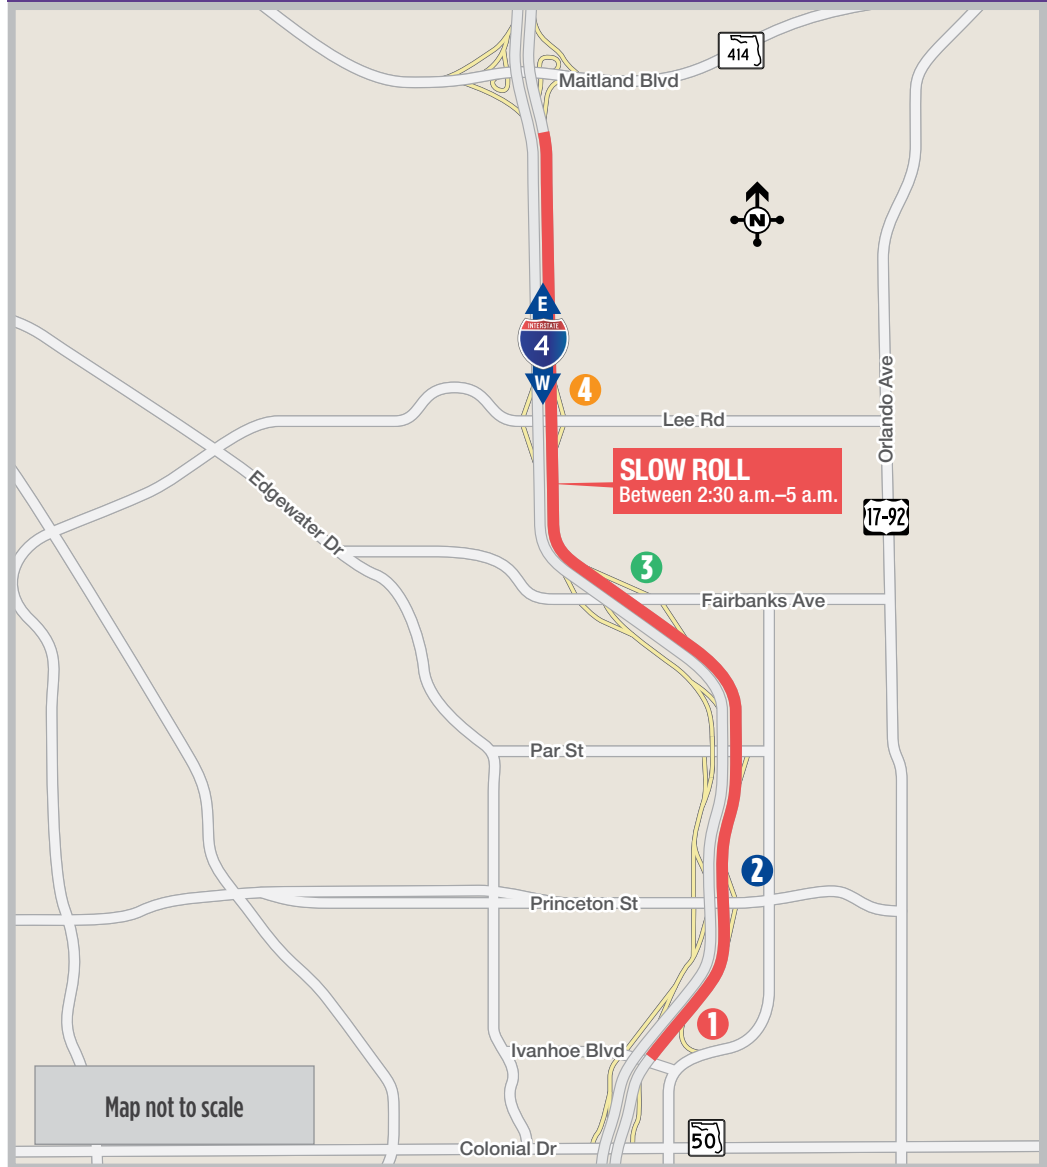 414
Maitland Blvd
N
E
INTERSTATE
4
W
4
Orlando Ave
Lee Rd
SLOW ROLL
Between 2:30 a.m.–5 a.m.
Edgewater Dr
17-92
3
Fairbanks Ave
Par St
2
Princeton St
1
Ivanhoe Blvd
Map not to scale
50
Colonial Dr